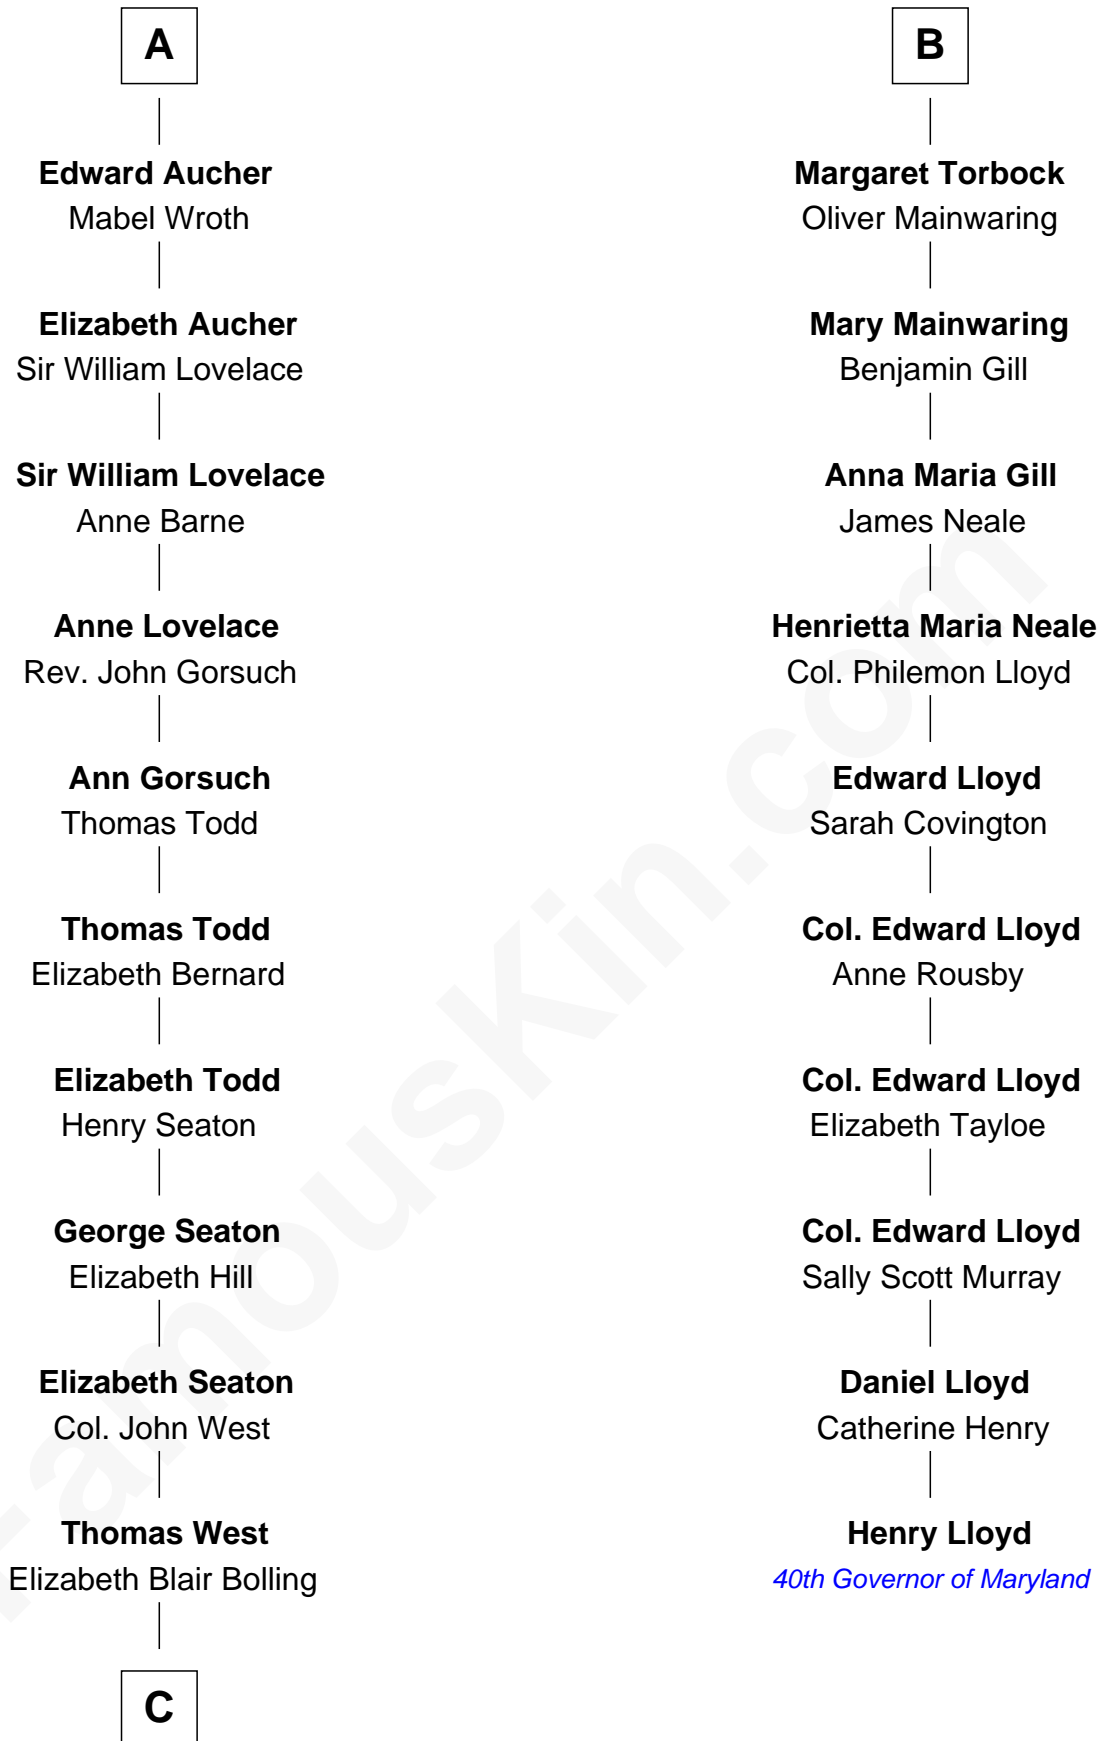 A
Edward Aucher
Mabel Wroth
Elizabeth Aucher
Sir William Lovelace
Sir William Lovelace
Anne Barne
Anne Lovelace
Rev. John Gorsuch
Ann Gorsuch
Thomas Todd
Thomas Todd
Elizabeth Bernard
Elizabeth Todd
Henry Seaton
George Seaton
Elizabeth Hill
Elizabeth Seaton
Col. John West
Thomas West
Elizabeth Blair Bolling
C
B
Margaret Torbock
Oliver Mainwaring
Mary Mainwaring
Benjamin Gill
Anna Maria Gill
James Neale
Henrietta Maria Neale
Col. Philemon Lloyd
Edward Lloyd
Sarah Covington
Col. Edward Lloyd
Anne Rousby
Col. Edward Lloyd
Elizabeth Tayloe
Col. Edward Lloyd
Sally Scott Murray
Daniel Lloyd
Catherine Henry
Henry Lloyd
40th Governor of Maryland
FamousKin.com